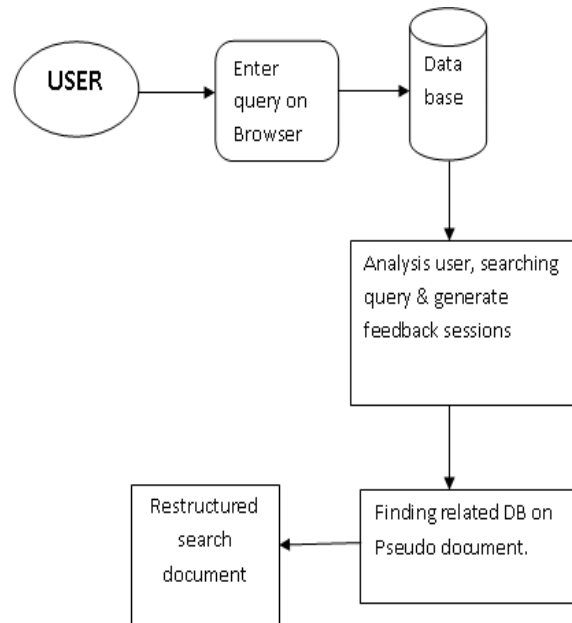 USER
Enter
query on
Browser
Data
base
Analysis user, searching
query & generate
feedback sessions
Finding related DB on
Pseudo document.
Restructured
search
document